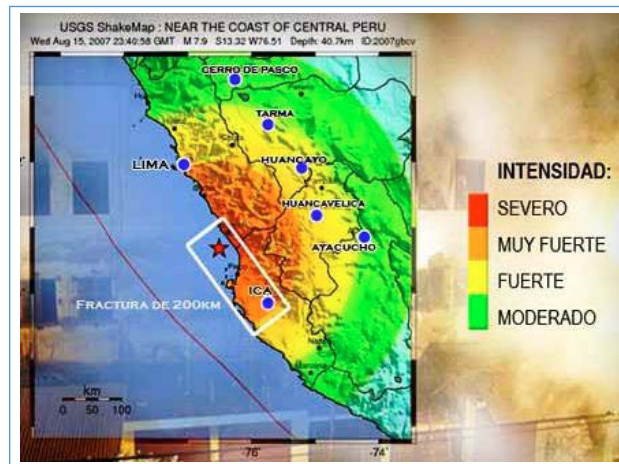 USGS ShakeMap : NEAR THE COAST OF CENTRAL PERU
Wed Aug 15, 2007 23:40:58 GMT M 7.9 S13.32 W76.51 Depth: 40.7km ID:2007gbcv
CERRO DE PASCO
TARMA
LIMA
HUANCAYO
HUANCAVELICA
AYACUCHO
ICA
FRACTURA DE 200KM
km
0 50 100
-76°
-74°
INTENSIDAD:
SEVERO
MUY FUERTE
FUERTE
MODERADO